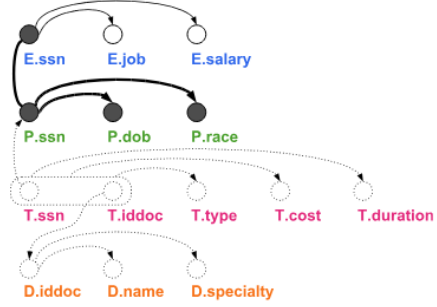 E.ssn E.job E.salary
P.ssn P.dob P.race
T.ssn T.iddoc T.type T.cost T.duration
D.iddoc D.name D.specialty